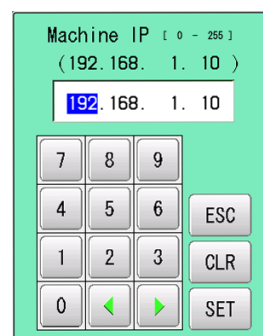 Machine IP [ 0 - 255 ]
(192.168. 1. 10 )
192.168. 1. 10
7 8 9
4 5 6 ESC
1 2 3 CLR
0 SET